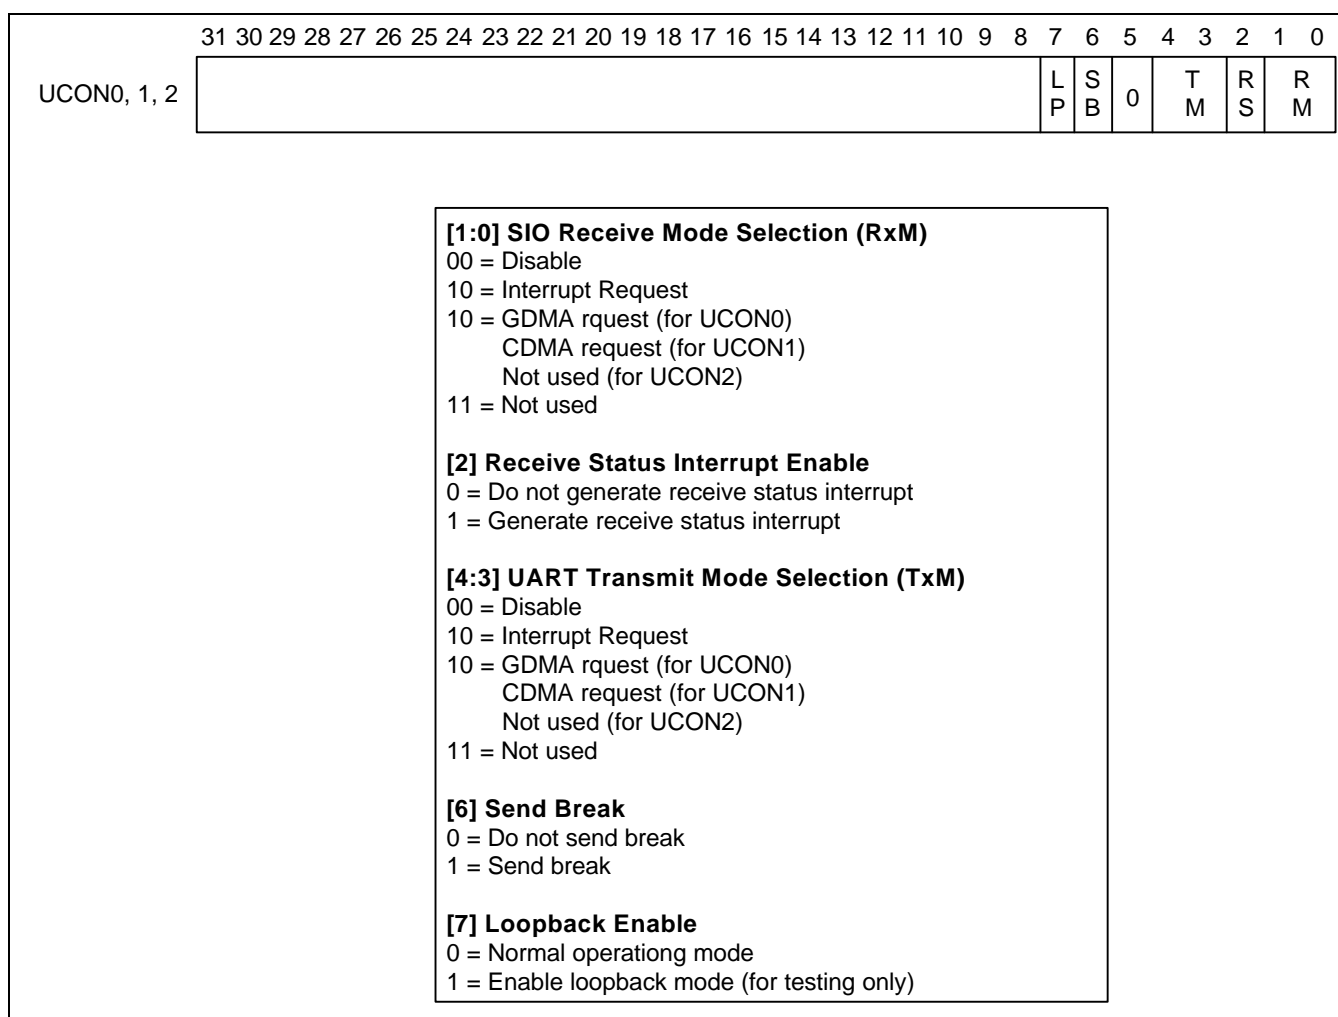 31 30 29 28 27 26 25 24 23 22 21 20 19 18 17 16 15 14 13 12 11 10 9 8 7 6 5 4 3 2 1 0
UCON0, 1, 2
L S 0 T R R
P B M S M
[1:0] SIO Receive Mode Selection (RxM)
00 = Disable
10 = Interrupt Request
10 = GDMA rquest (for UCON0)
CDMA request (for UCON1)
Not used (for UCON2)
11 = Not used
[2] Receive Status Interrupt Enable
0 = Do not generate receive status interrupt
1 = Generate receive status interrupt
[4:3] UART Transmit Mode Selection (TxM)
00 = Disable
10 = Interrupt Request
10 = GDMA rquest (for UCON0)
CDMA request (for UCON1)
Not used (for UCON2)
11 = Not used
[6] Send Break
0 = Do not send break
1 = Send break
[7] Loopback Enable
0 = Normal operationg mode
1 = Enable loopback mode (for testing only)